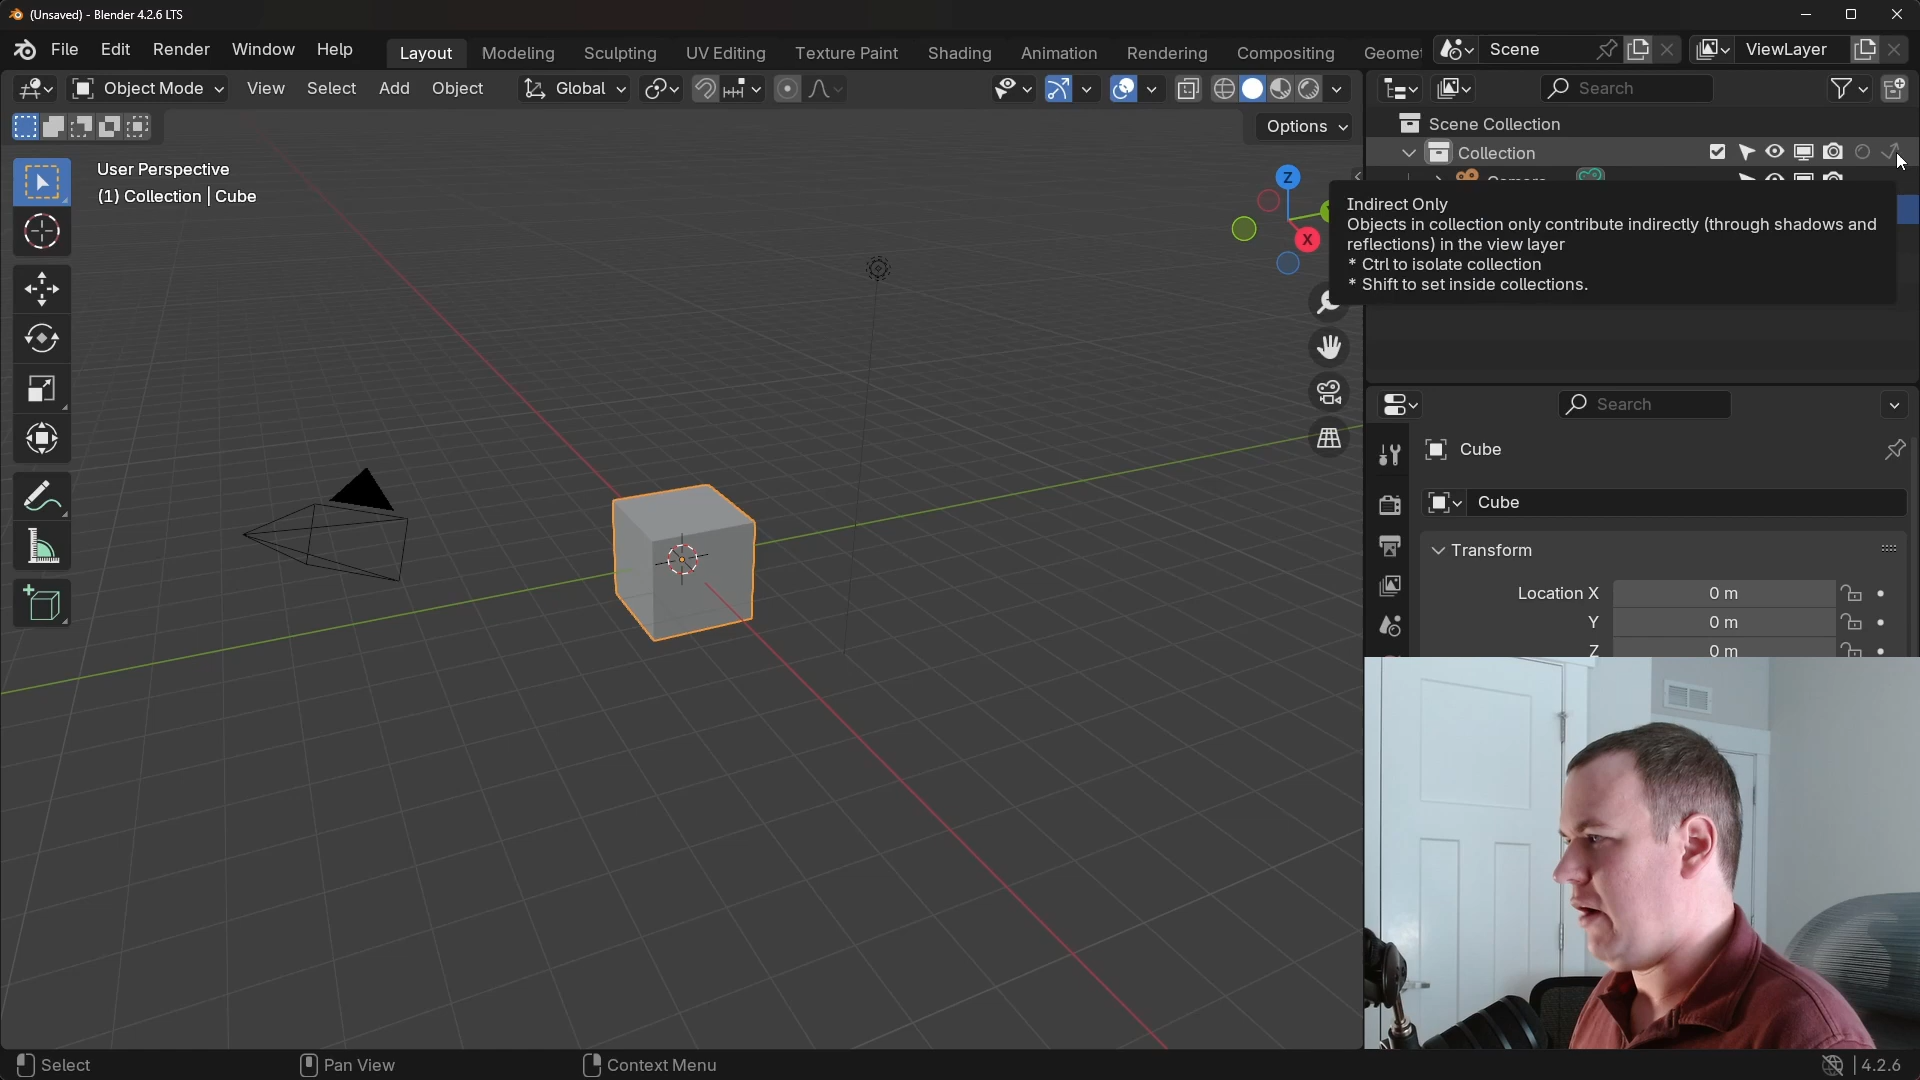 (Unsaved) - Blender 4.2.6 LTS
File Edit Render Window Help
Layout Modeling Sculpting UV Editing Texture Paint Shading Animation Rendering Compositing Geomet
Scene
ViewLayer
Object Mode View Select Add Object
Global
Search
Options
Scene Collection
Collection
User Perspective
(1) Collection | Cube
Z
X
Indirect Only
Objects in collection only contribute indirectly (through shadows and
reflections) in the view layer
* Ctrl to isolate collection
* Shift to set inside collections.
Search
Cube
Cube
Transform
Location X 0 m
Y 0 m
Z 0 m
Select
Pan View
Context Menu
4.2.6